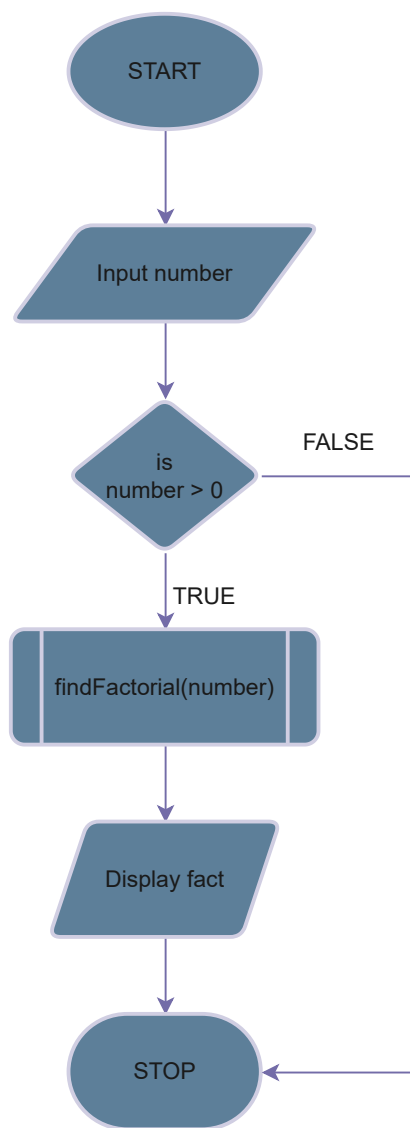 START
Input number
is
number > 0
FALSE
TRUE
findFactorial(number)
Display fact
STOP